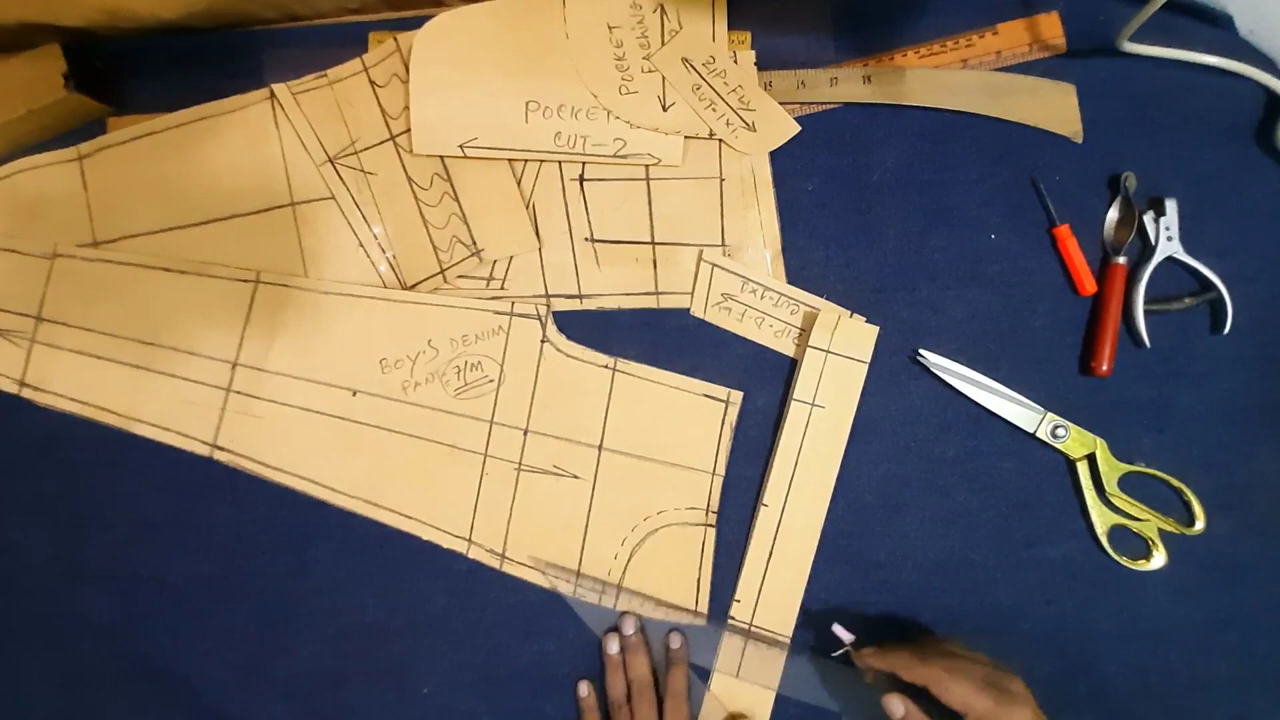 POCKET
FACING
ZIP-FLY
CUT-1X1.
POCKET
CUT-2
15 16 17 18
CUT-1X1
ZIP-D-FLY
BOY'S DENIM
PANT
7/M